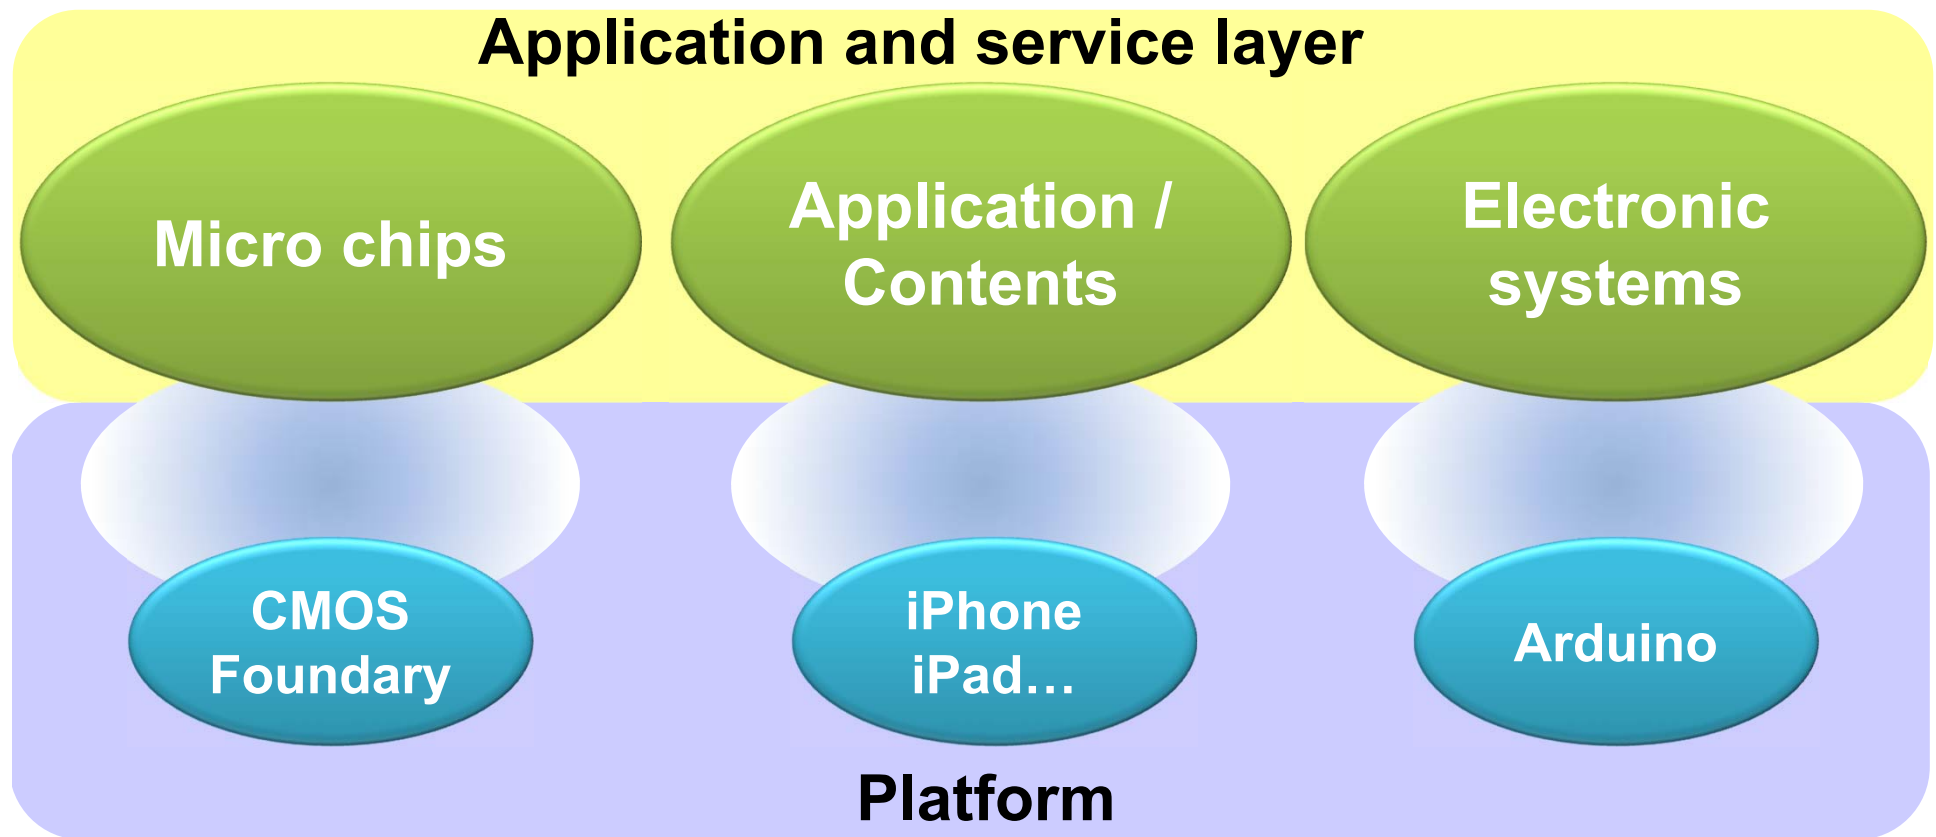 Application and service layer
Micro chips
Application /
Contents
Electronic
systems
CMOS
Foundary
iPhone
iPad…
Arduino
Platform